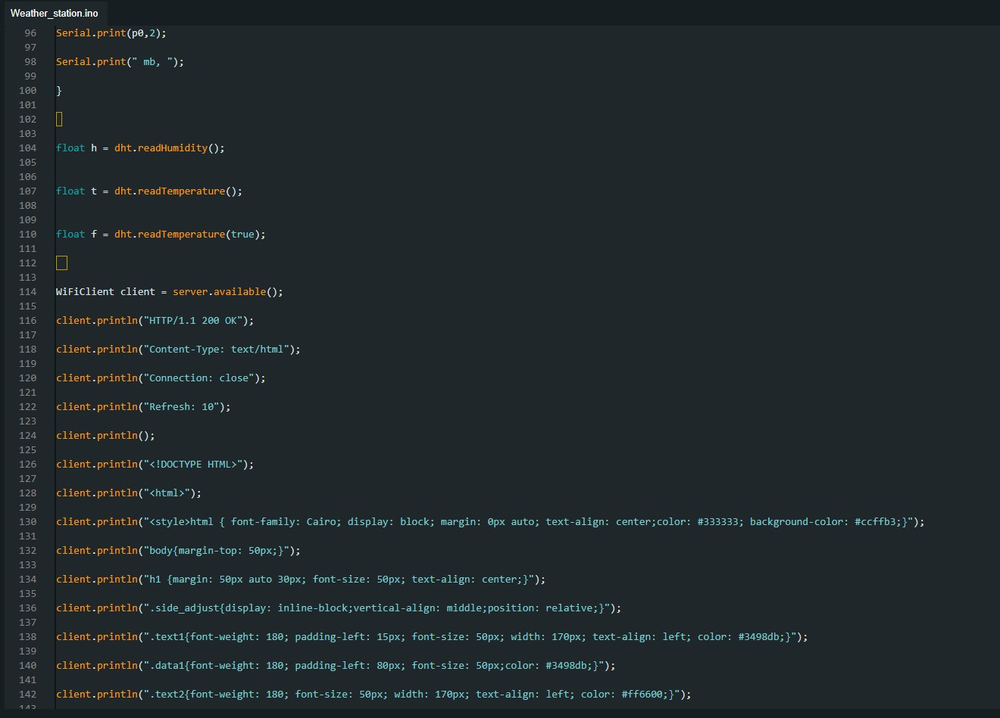 Weather_station.ino
96 Serial.print(p0,2);
97
98 Serial.print(" mb, ");
99
100 }
101
102
103
104 float h = dht.readHumidity();
105
106
107 float t = dht.readTemperature();
108
109
110 float f = dht.readTemperature(true);
111
112
113
114 WiFiClient client = server.available();
115
116 client.println("HTTP/1.1 200 OK");
117
118 client.println("Content-Type: text/html");
119
120 client.println("Connection: close");
121
122 client.println("Refresh: 10");
123
124 client.println();
125
126 client.println("<!DOCTYPE HTML>");
127
128 client.println("<html>");
129
130 client.println("<style>html { font-family: Cairo; display: block; margin: 0px auto; text-align: center;color: #333333; background-color: #ccffb3;}");
131
132 client.println("body{margin-top: 50px;}");
133
134 client.println("h1 {margin: 50px auto 30px; font-size: 50px; text-align: center;}");
135
136 client.println(".side_adjust{display: inline-block;vertical-align: middle;position: relative;}");
137
138 client.println(".text1{font-weight: 180; padding-left: 15px; font-size: 50px; width: 170px; text-align: left; color: #3498db;}");
139
140 client.println(".data1{font-weight: 180; padding-left: 80px; font-size: 50px;color: #3498db;}");
141
142 client.println(".text2{font-weight: 180; font-size: 50px; width: 170px; text-align: left; color: #ff6600;}");
143